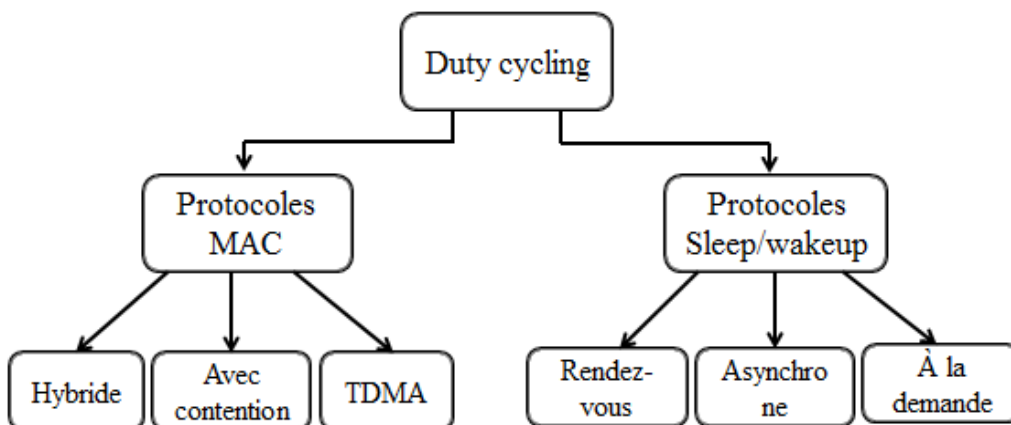 Duty cycling
Protocoles
MAC
Protocoles
Sleep/wakeup
Hybride
Avec
contention
TDMA
Rendez-
vous
Asynchro
ne
À la
demande